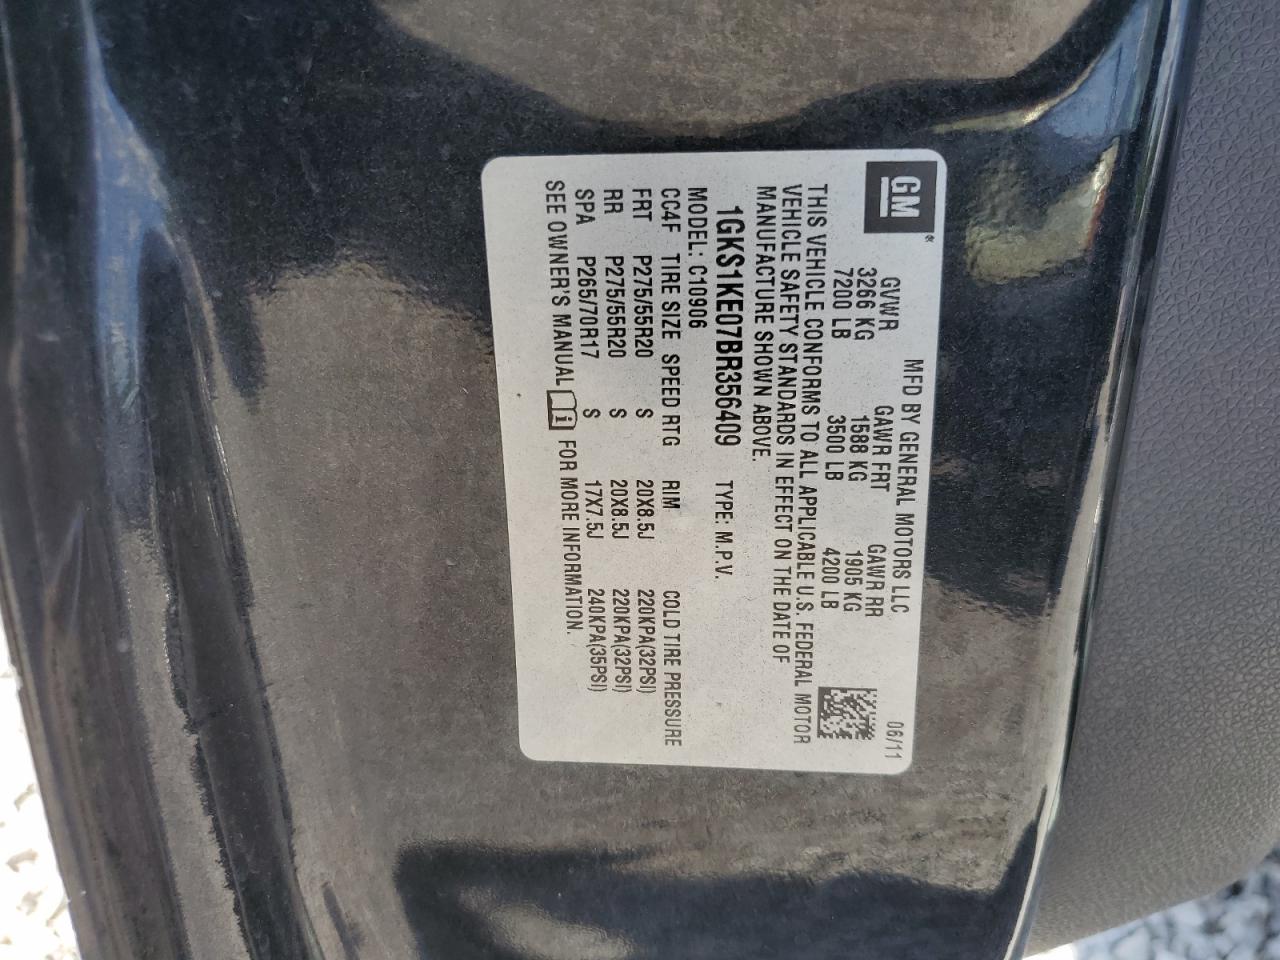 MFD BY GENERAL MOTORS LLC 06/11
GM
GVWR GAWR FRT GAWR RR
3266 KG 1588 KG 1905 KG
7200 LB 3500 LB 4200 LB
THIS VEHICLE CONFORMS TO ALL APPLICABLE U.S. FEDERAL MOTOR
VEHICLE SAFETY STANDARDS IN EFFECT ON THE DATE OF
MANUFACTURE SHOWN ABOVE.
1GKS1KE07BR356409 TYPE: M.P.V.
MODEL: C10906
CC4F TIRE SIZE SPEED RTG RIM COLD TIRE PRESSURE
FRT P275/55R20 S 20X8.5J 220KPA(32PSI)
RR P275/55R20 S 20X8.5J 220KPA(32PSI)
SPA P265/70R17 S 17X7.5J 240KPA(35PSI)
SEE OWNER'S MANUAL i FOR MORE INFORMATION.